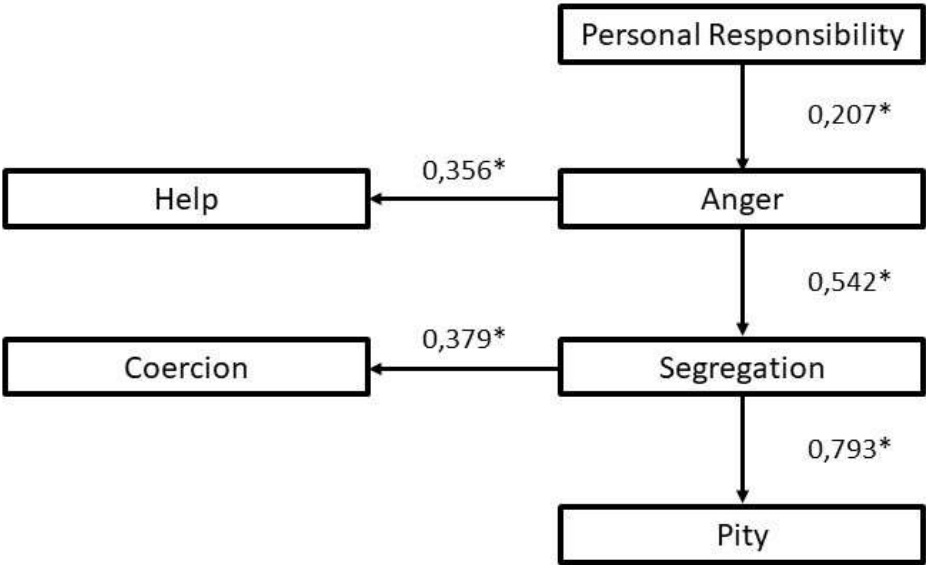 Personal Responsibility
0,207*
0,356*
Help
Anger
0,542*
0,379*
Coercion
Segregation
0,793*
Pity